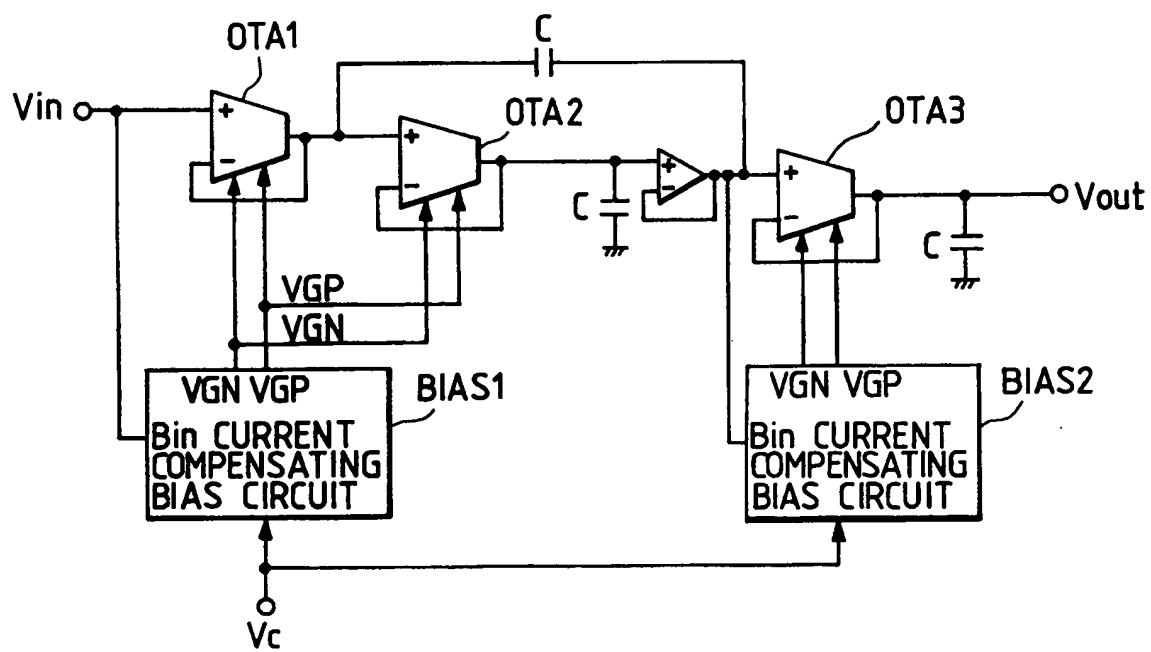 OTA1
C
Vin
+
-
OTA2
+
-
OTA3
+
-
C
+
-
Vout
C
VGP
VGN
VGN VGP
BIAS1
Bin CURRENT
COMPENSATING
BIAS CIRCUIT
VGN VGP
BIAS2
Bin CURRENT
COMPENSATING
BIAS CIRCUIT
Vc